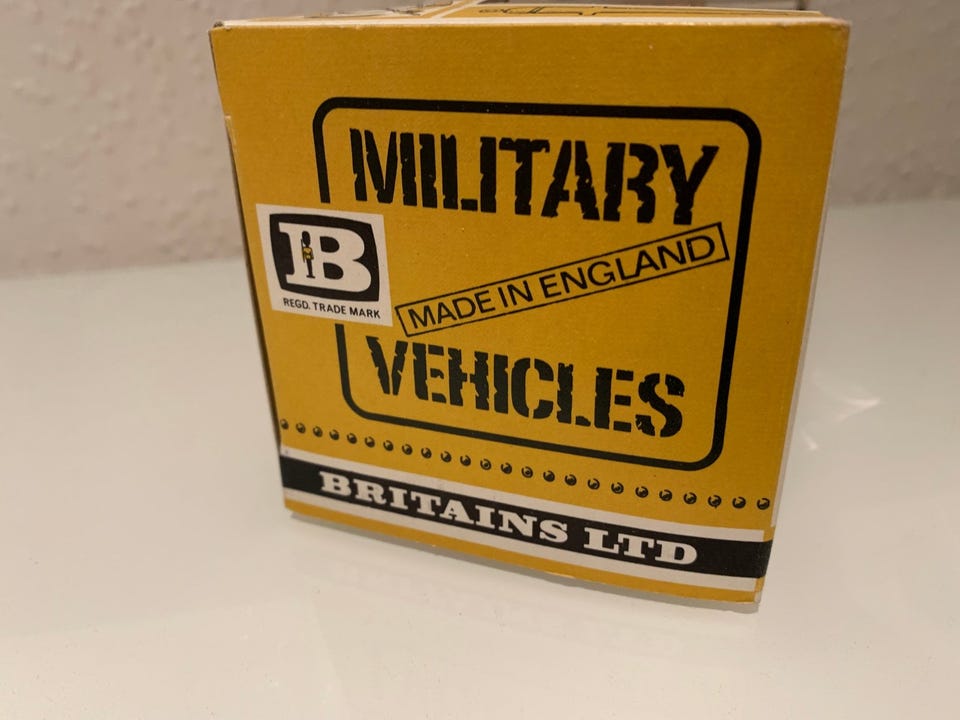 MILITARY
B
REGD. TRADE MARK
MADE IN ENGLAND
VEHICLES
BRITAINS LTD